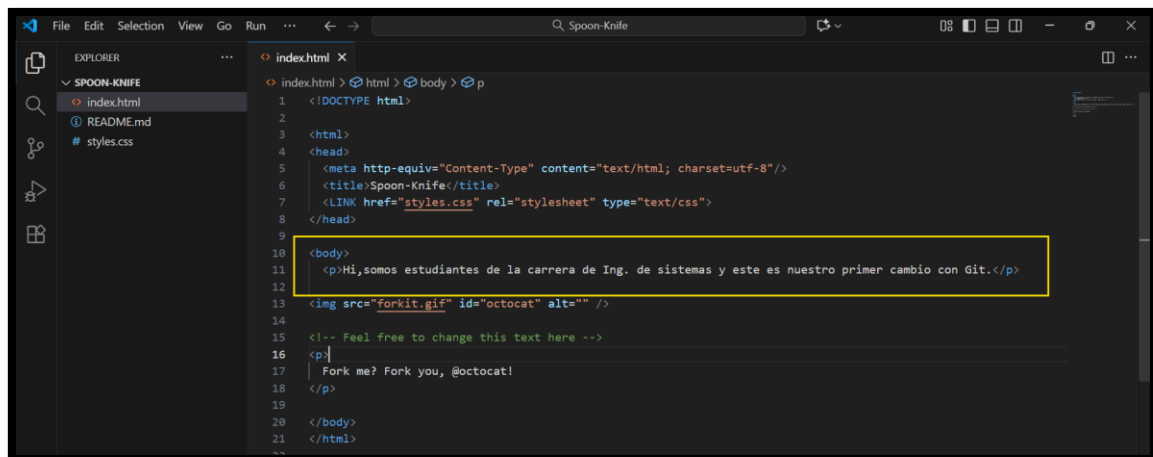 File Edit Selection View Go Run ··· ← → Spoon-Knife
EXPLORER ···
SPOON-KNIFE
index.html
README.md
# styles.css
index.html ×
index.html > html > body > p
1 <!DOCTYPE html>
2
3 <html>
4 <head>
5 <meta http-equiv="Content-Type" content="text/html; charset=utf-8"/>
6 <title>Spoon-Knife</title>
7 <LINK href="styles.css" rel="stylesheet" type="text/css">
8 </head>
9
10 <body>
11 <p>Hi,somos estudiantes de la carrera de Ing. de sistemas y este es nuestro primer cambio con Git.</p>
12
13 <img src="forkit.gif" id="octocat" alt="" />
14
15 <!-- Feel free to change this text here -->
16 <p>
17 Fork me? Fork you, @octocat!
18 </p>
19
20 </body>
21 </html>